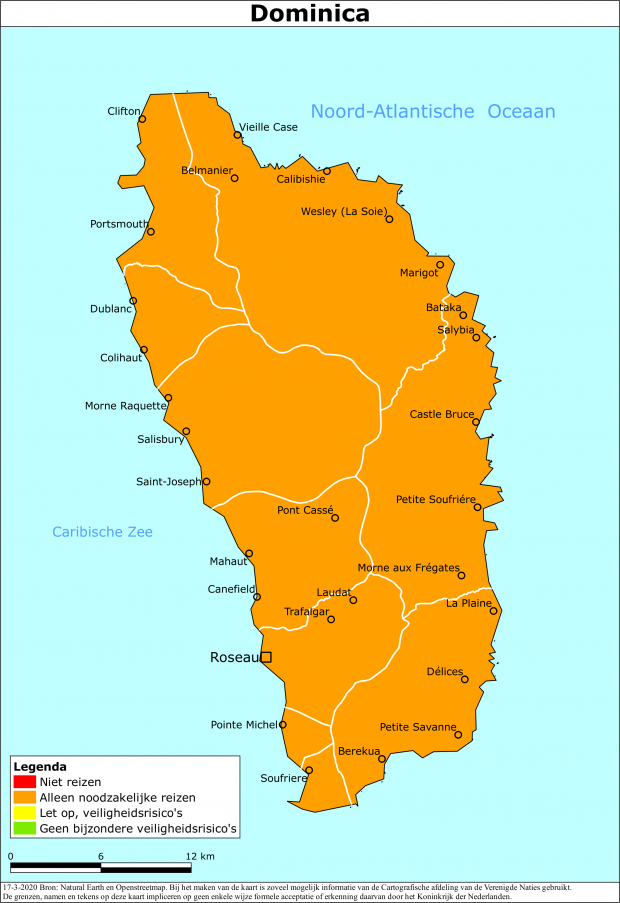 Dominica
Clifton
Noord-Atlantische Oceaan
Vieille Case
Belmanier
Calibishie
Wesley (La Soie)
Portsmouth
Marigot
Dublanc
Bataka
Salybia
Colihaut
Morne Raquette
Castle Bruce
Salisbury
Saint-Joseph
Petite Soufriére
Pont Cassé
Caribische Zee
Mahaut
Morne aux Frégates
Canefield
Laudat
La Plaine
Trafalgar
Roseau
Délices
Pointe Michel
Petite Savanne
Berekua
Soufriere
Legenda
Niet reizen
Alleen noodzakelijke reizen
Let op, veiligheidsrisico's
Geen bijzondere veiligheidsrisico's
0 6 12 km
17-3-2020 Bron: Natural Earth en Openstreetmap. Bij het maken van de kaart is zoveel mogelijk informatie van de Cartografische afdeling van de Verenigde Naties gebruikt.
De grenzen, namen en tekens op deze kaart impliceren op geen enkele wijze formele acceptatie of erkenning daarvan door het Koninkrijk der Nederlanden.